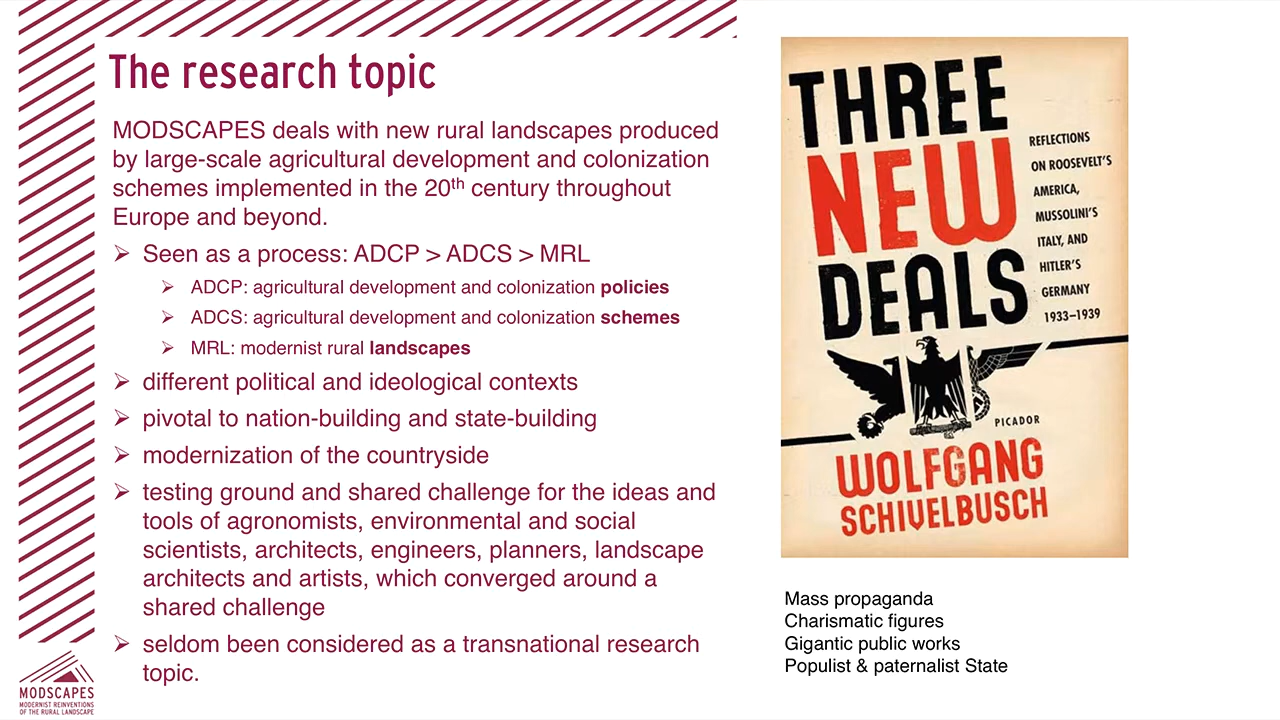 The research topic
MODSCAPES deals with new rural landscapes produced
by large-scale agricultural development and colonization
schemes implemented in the 20th century throughout
Europe and beyond.
Seen as a process: ADCP > ADCS > MRL
ADCP: agricultural development and colonization policies
ADCS: agricultural development and colonization schemes
MRL: modernist rural landscapes
different political and ideological contexts
pivotal to nation-building and state-building
modernization of the countryside
testing ground and shared challenge for the ideas and
tools of agronomists, environmental and social
scientists, architects, engineers, planners, landscape
architects and artists, which converged around a
shared challenge
seldom been considered as a transnational research
topic.
MODSCAPES
MODERNIST REINVENTIONS
OF THE RURAL LANDSCAPE
THREE
NEW
DEALS
REFLECTIONS
ON ROOSEVELT'S
AMERICA,
MUSSOLINI'S
ITALY, AND
HITLER'S
GERMANY
1933–1939
PICADOR
WOLFGANG
SCHIVELBUSCH
Mass propaganda
Charismatic figures
Gigantic public works
Populist & paternalist State